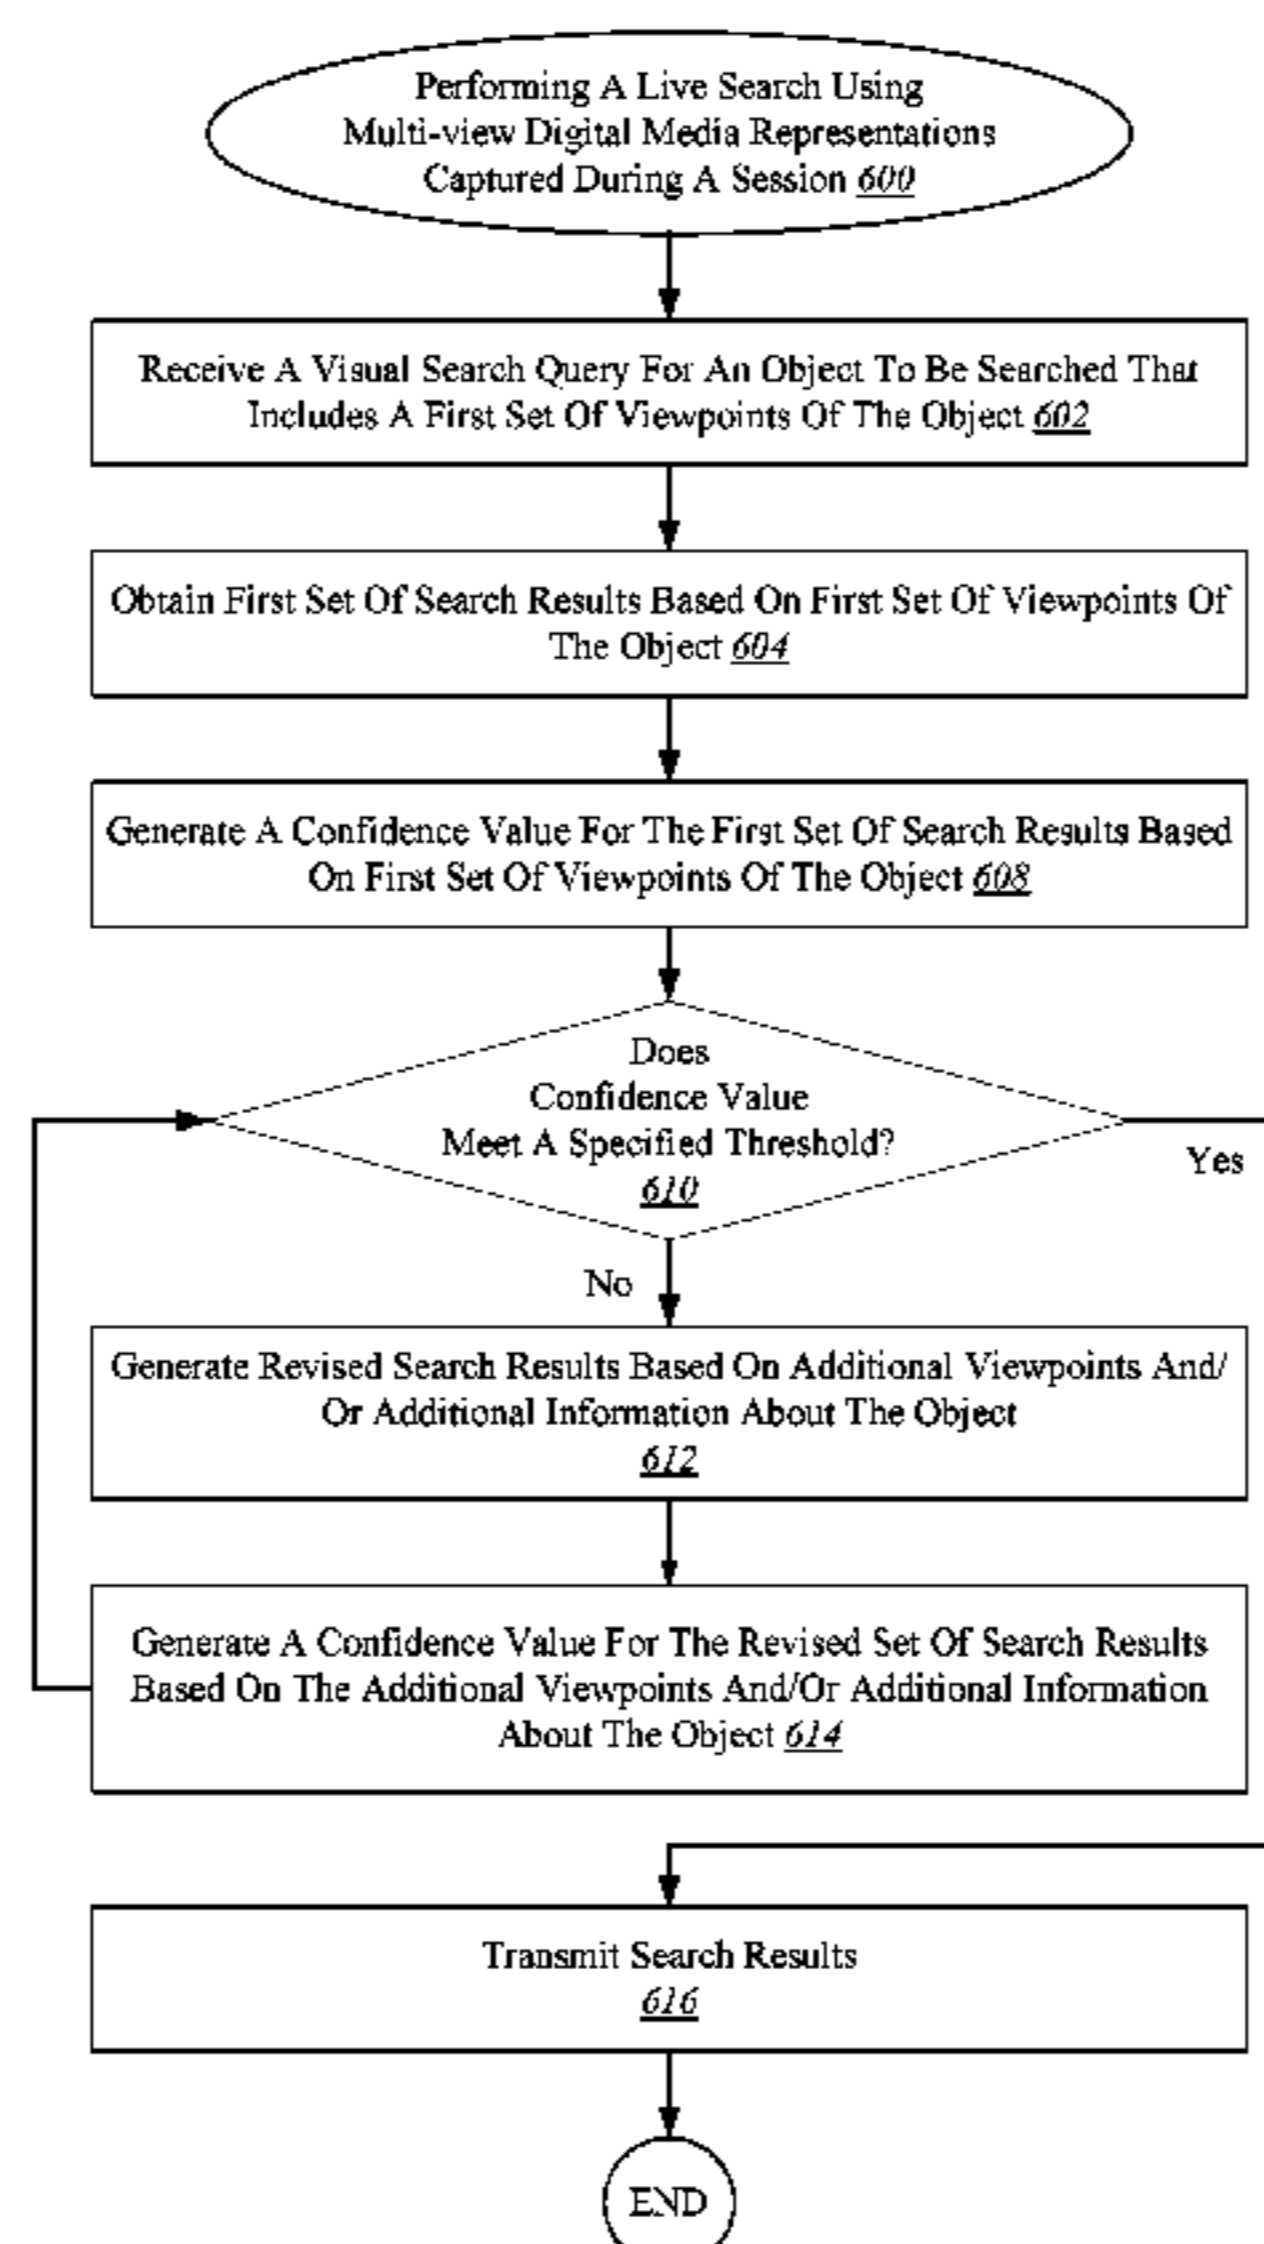 Performing A Live Search Using
Multi-view Digital Media Representations
Captured During A Session 600
Receive A Visual Search Query For An Object To Be Searched That
Includes A First Set Of Viewpoints Of The Object 602
Obtain First Set Of Search Results Based On First Set Of Viewpoints Of
The Object 604
Generate A Confidence Value For The First Set Of Search Results Based
On First Set Of Viewpoints Of The Object 608
Does
Confidence Value
Meet A Specified Threshold?
610
Yes
No
Generate Revised Search Results Based On Additional Viewpoints And/
Or Additional Information About The Object
612
Generate A Confidence Value For The Revised Set Of Search Results
Based On The Additional Viewpoints And/Or Additional Information
About The Object 614
Transmit Search Results
616
END